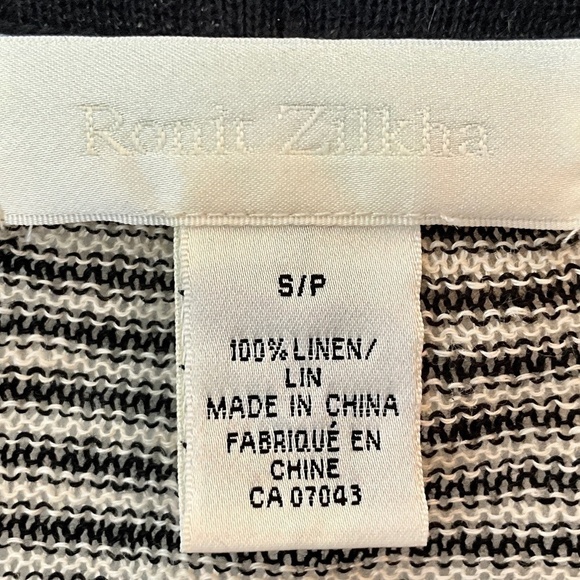 Ronit Zilkha
S/P
100% LINEN/
LIN
MADE IN CHINA
FABRIQUÉ EN
CHINE
CA 07043